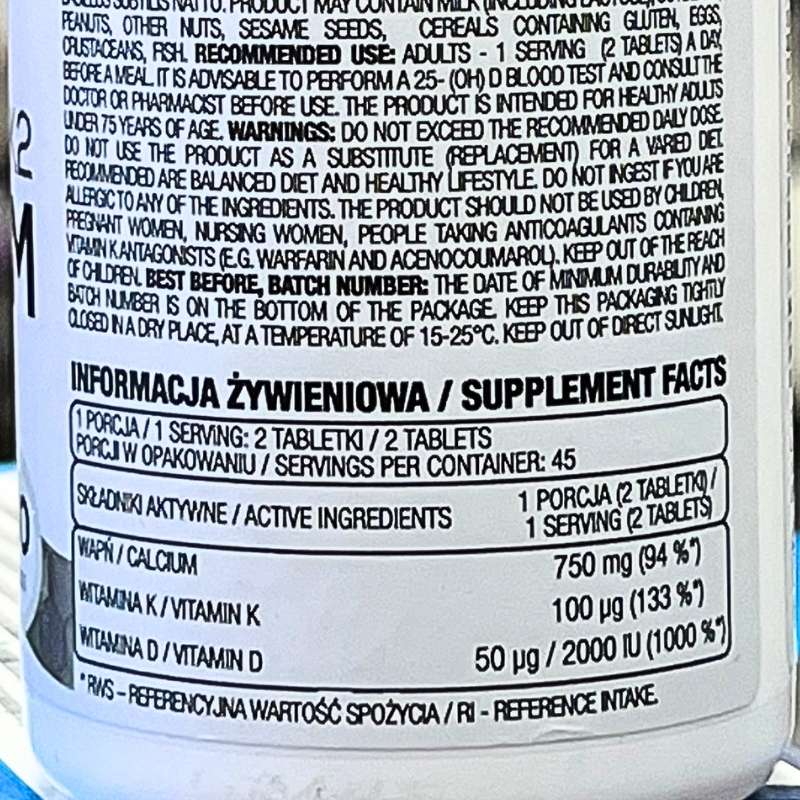 SUBTILIS NATTO. PRODUCT MAY CONTAIN MILK
PEANUTS, OTHER NUTS, SESAME SEEDS, CEREALS CONTAINING GLUTEN, EGGS,
CRUSTACEANS, FISH. RECOMMENDED USE: ADULTS - 1 SERVING (2 TABLETS) A DAY,
BEFORE A MEAL. IT IS ADVISABLE TO PERFORM A 25- (OH) D BLOOD TEST AND CONSULT THE
DOCTOR OR PHARMACIST BEFORE USE. THE PRODUCT IS INTENDED FOR HEALTHY ADULTS
UNDER 75 YEARS OF AGE. WARNINGS: DO NOT EXCEED THE RECOMMENDED DAILY DOSE.
DO NOT USE THE PRODUCT AS A SUBSTITUTE (REPLACEMENT) FOR A VARIED DIET.
RECOMMENDED ARE BALANCED DIET AND HEALTHY LIFESTYLE. DO NOT INGEST IF YOU ARE
ALLERGIC TO ANY OF THE INGREDIENTS. THE PRODUCT SHOULD NOT BE USED BY CHILDREN,
PREGNANT WOMEN, NURSING WOMEN, PEOPLE TAKING ANTICOAGULANTS CONTAINING
VITAMIN K ANTAGONISTS (E.G. WARFARIN AND ACENOCOUMAROL). KEEP OUT OF THE REACH
OF CHILDREN. BEST BEFORE, BATCH NUMBER: THE DATE OF MINIMUM DURABILITY AND
BATCH NUMBER IS ON THE BOTTOM OF THE PACKAGE. KEEP THIS PACKAGING TIGHTLY
CLOSED IN A DRY PLACE, AT A TEMPERATURE OF 15-25°C. KEEP OUT OF DIRECT SUNLIGHT.
INFORMACJA ŻYWIENIOWA / SUPPLEMENT FACTS
1 PORCJA / 1 SERVING: 2 TABLETKI / 2 TABLETS
PORCJI W OPAKOWANIU / SERVINGS PER CONTAINER: 45
SKŁADNIKI AKTYWNE / ACTIVE INGREDIENTS
1 PORCJA (2 TABLETKI) /
1 SERVING (2 TABLETS)
WAPŃ / CALCIUM 750 mg (94 %*)
WITAMINA K / VITAMIN K 100 µg (133 %*)
WITAMINA D / VITAMIN D 50 µg / 2000 IU (1000 %*)
*RWS – REFERENCYJNA WARTOŚĆ SPOŻYCIA / RI - REFERENCE INTAKE.